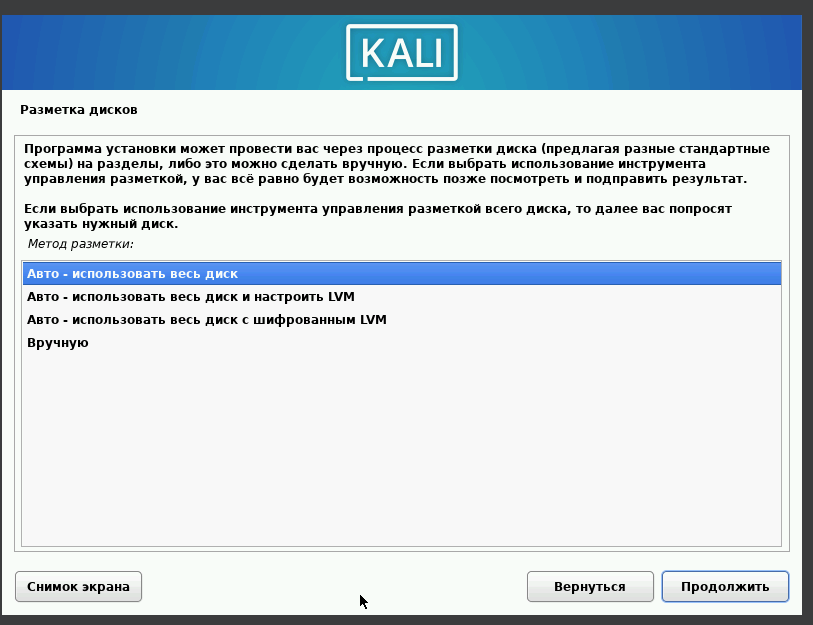 KALI
Разметка дисков
Программа установки может провести вас через процесс разметки диска (предлагая разные стандартные
схемы) на разделы, либо это можно сделать вручную. Если выбрать использование инструмента
управления разметкой, у вас всё равно будет возможность позже посмотреть и подправить результат.
Если выбрать использование инструмента управления разметкой всего диска, то далее вас попросят
указать нужный диск.
Метод разметки:
Авто - использовать весь диск
Авто - использовать весь диск и настроить LVM
Авто - использовать весь диск с шифрованным LVM
Вручную
Снимок экрана
Вернуться
Продолжить